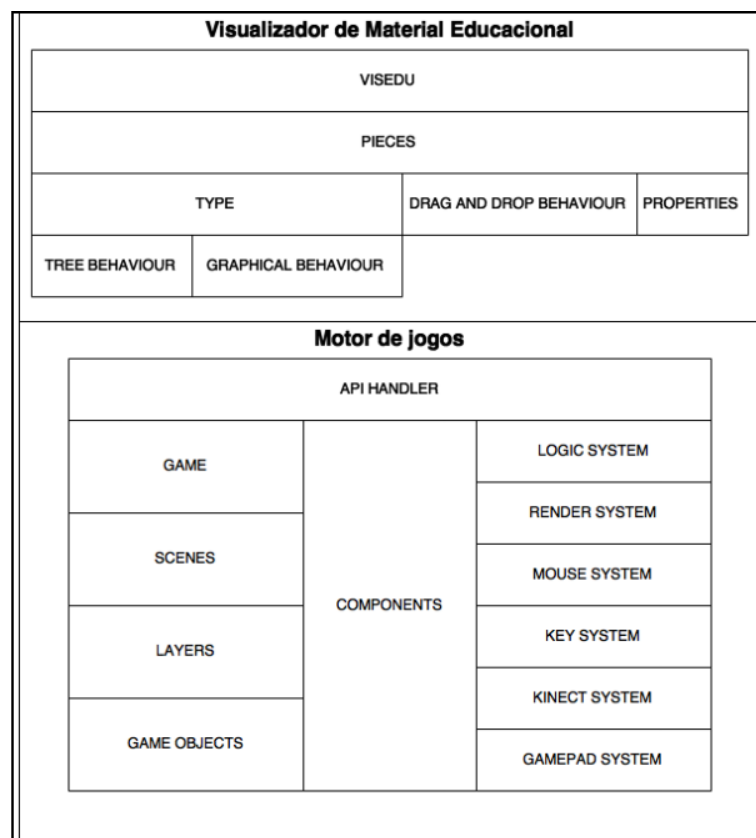 Visualizador de Material Educacional
VISEDU
PIECES
TYPE
DRAG AND DROP BEHAVIOUR
PROPERTIES
TREE BEHAVIOUR
GRAPHICAL BEHAVIOUR
Motor de jogos
API HANDLER
GAME
SCENES
LAYERS
GAME OBJECTS
COMPONENTS
LOGIC SYSTEM
RENDER SYSTEM
MOUSE SYSTEM
KEY SYSTEM
KINECT SYSTEM
GAMEPAD SYSTEM